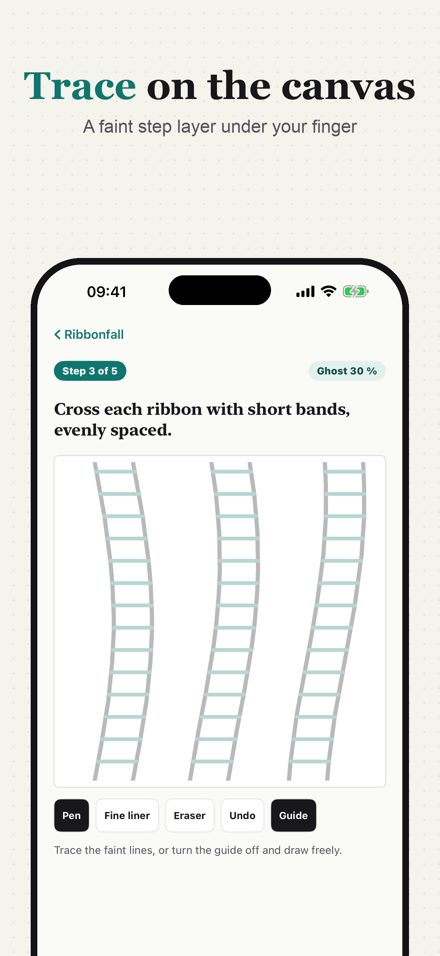 Trace on the canvas
A faint step layer under your finger
09:41
Ribbonfall
Step 3 of 5
Ghost 30 %
Cross each ribbon with short bands,
evenly spaced.
Pen
Fine liner
Eraser
Undo
Guide
Trace the faint lines, or turn the guide off and draw freely.